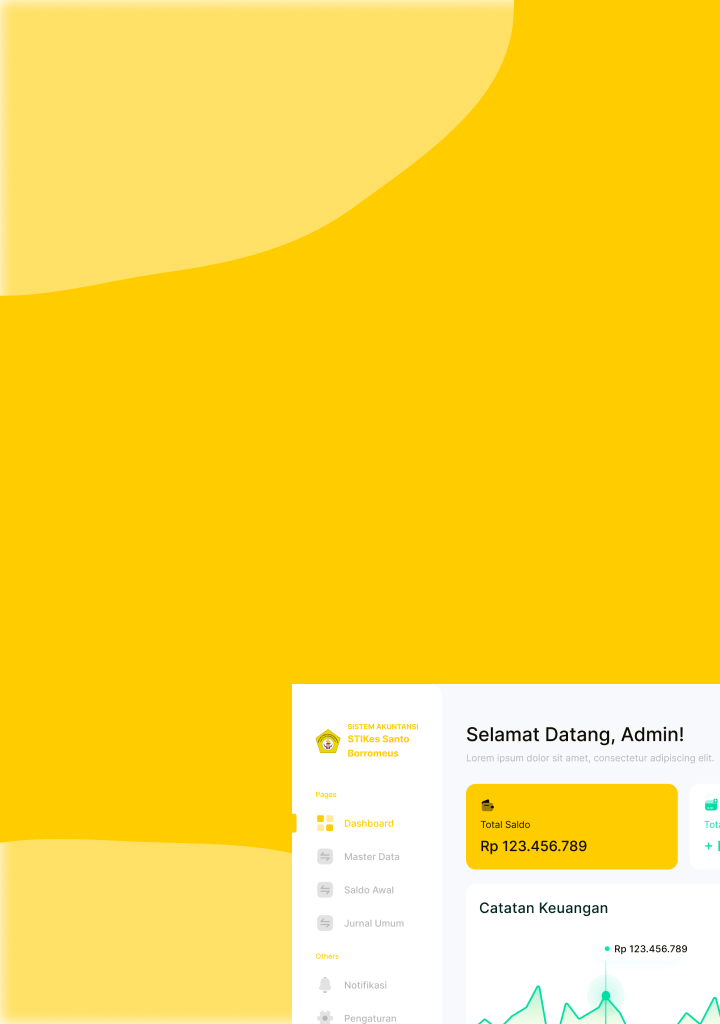 SISTEM AKUNTANSI
STIKes Santo
Borromeus
Pages
Dashboard
Master Data
Saldo Awal
Jurnal Umum
Others
Notifikasi
Pengaturan
Selamat Datang, Admin!
Lorem ipsum dolor sit amet, consectetur adipiscing elit.
Total Saldo
Rp 123.456.789
Catatan Keuangan
Rp 123.456.789